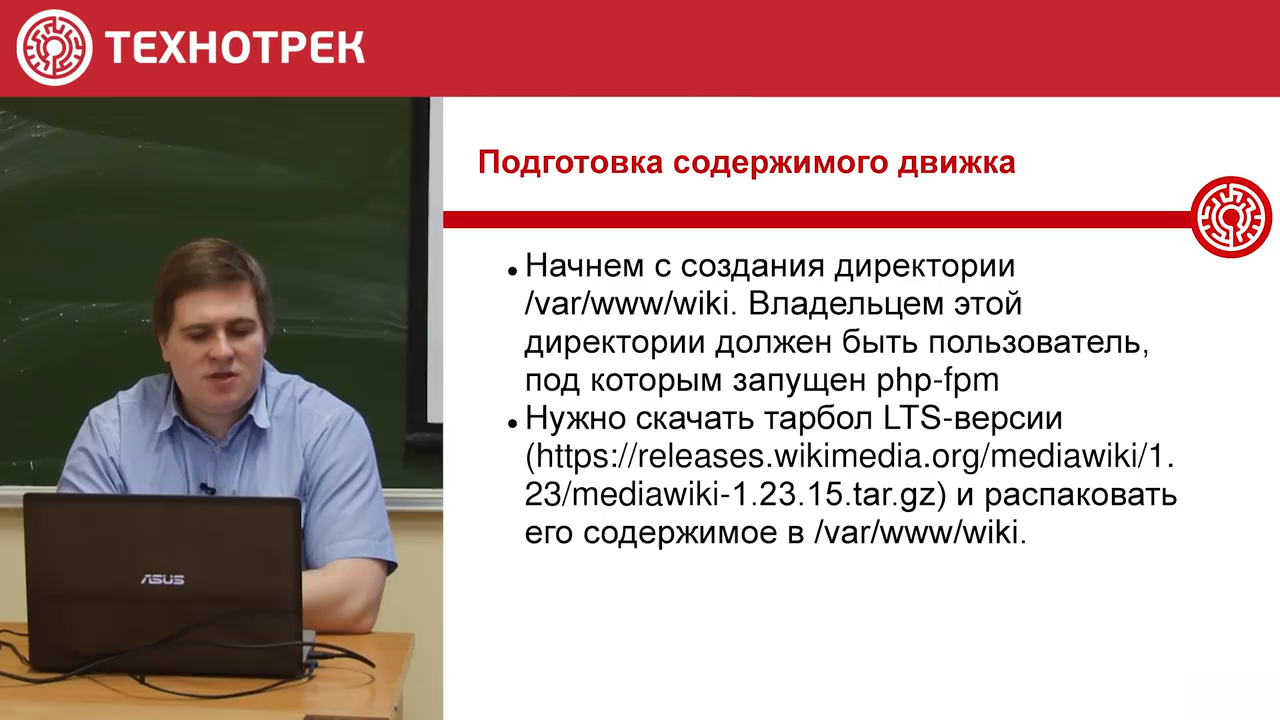 ТЕХНОТРЕК
Подготовка содержимого движка
• Начнем с создания директории
/var/www/wiki. Владельцем этой
директории должен быть пользователь,
под которым запущен php-fpm
• Нужно скачать тарбол LTS-версии
(https://releases.wikimedia.org/mediawiki/1.
23/mediawiki-1.23.15.tar.gz) и распаковать
его содержимое в /var/www/wiki.
ASUS